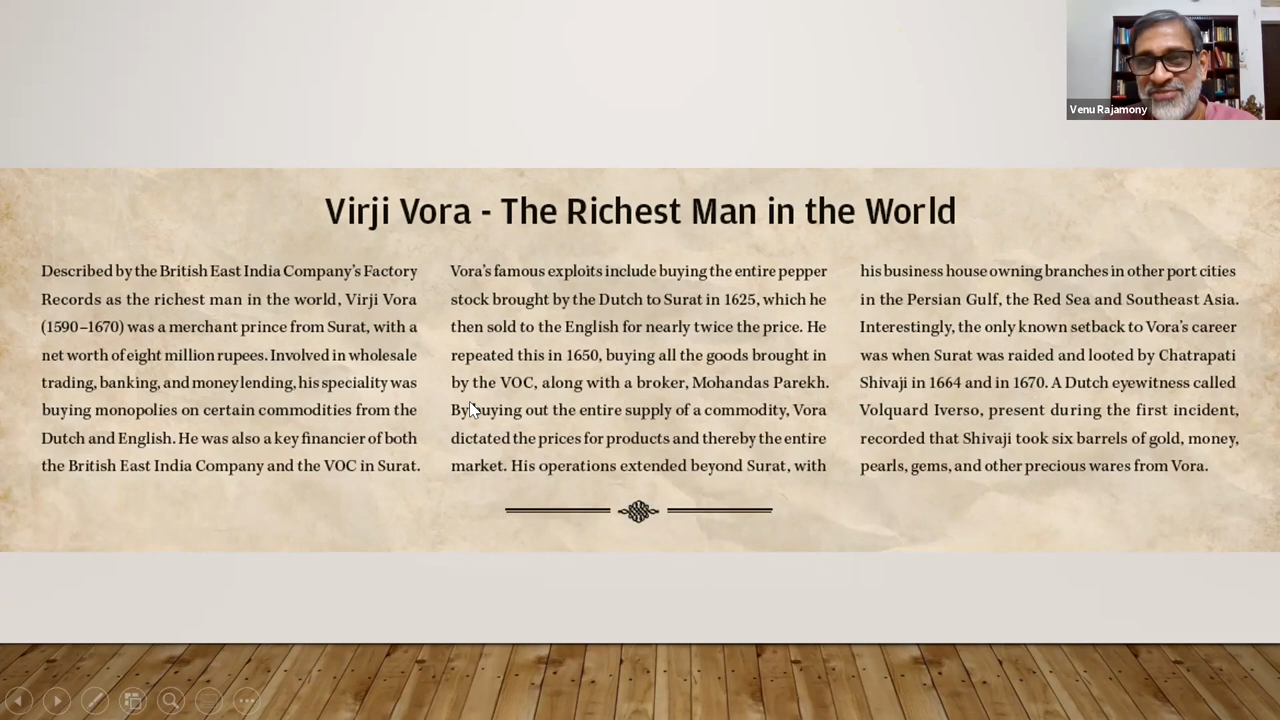 Venu Rajamony
Virji Vora - The Richest Man in the World
Described by the British East India Company's Factory
Records as the richest man in the world, Virji Vora
(1590–1670) was a merchant prince from Surat, with a
net worth of eight million rupees. Involved in wholesale
trading, banking, and money lending, his speciality was
buying monopolies on certain commodities from the
Dutch and English. He was also a key financier of both
the British East India Company and the VOC in Surat.
Vora's famous exploits include buying the entire pepper
stock brought by the Dutch to Surat in 1625, which he
then sold to the English for nearly twice the price. He
repeated this in 1650, buying all the goods brought in
by the VOC, along with a broker, Mohandas Parekh.
By buying out the entire supply of a commodity, Vora
dictated the prices for products and thereby the entire
market. His operations extended beyond Surat, with
his business house owning branches in other port cities
in the Persian Gulf, the Red Sea and Southeast Asia.
Interestingly, the only known setback to Vora's career
was when Surat was raided and looted by Chatrapati
Shivaji in 1664 and in 1670. A Dutch eyewitness called
Volquard Iverso, present during the first incident,
recorded that Shivaji took six barrels of gold, money,
pearls, gems, and other precious wares from Vora.